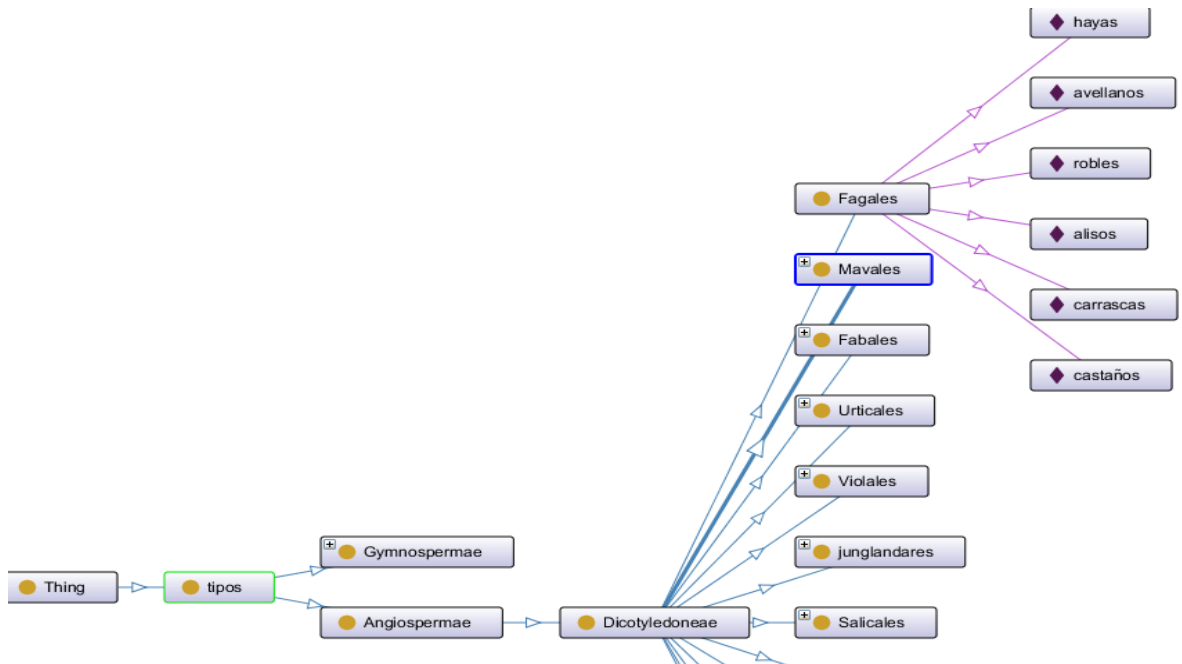 hayas
avellanos
robles
Fagales
alisos
Mavales
carrascas
Fabales
castaños
Urticales
Violales
Gymnospermae
junglandares
Thing
tipos
Angiospermae
Dicotyledoneae
Salicales